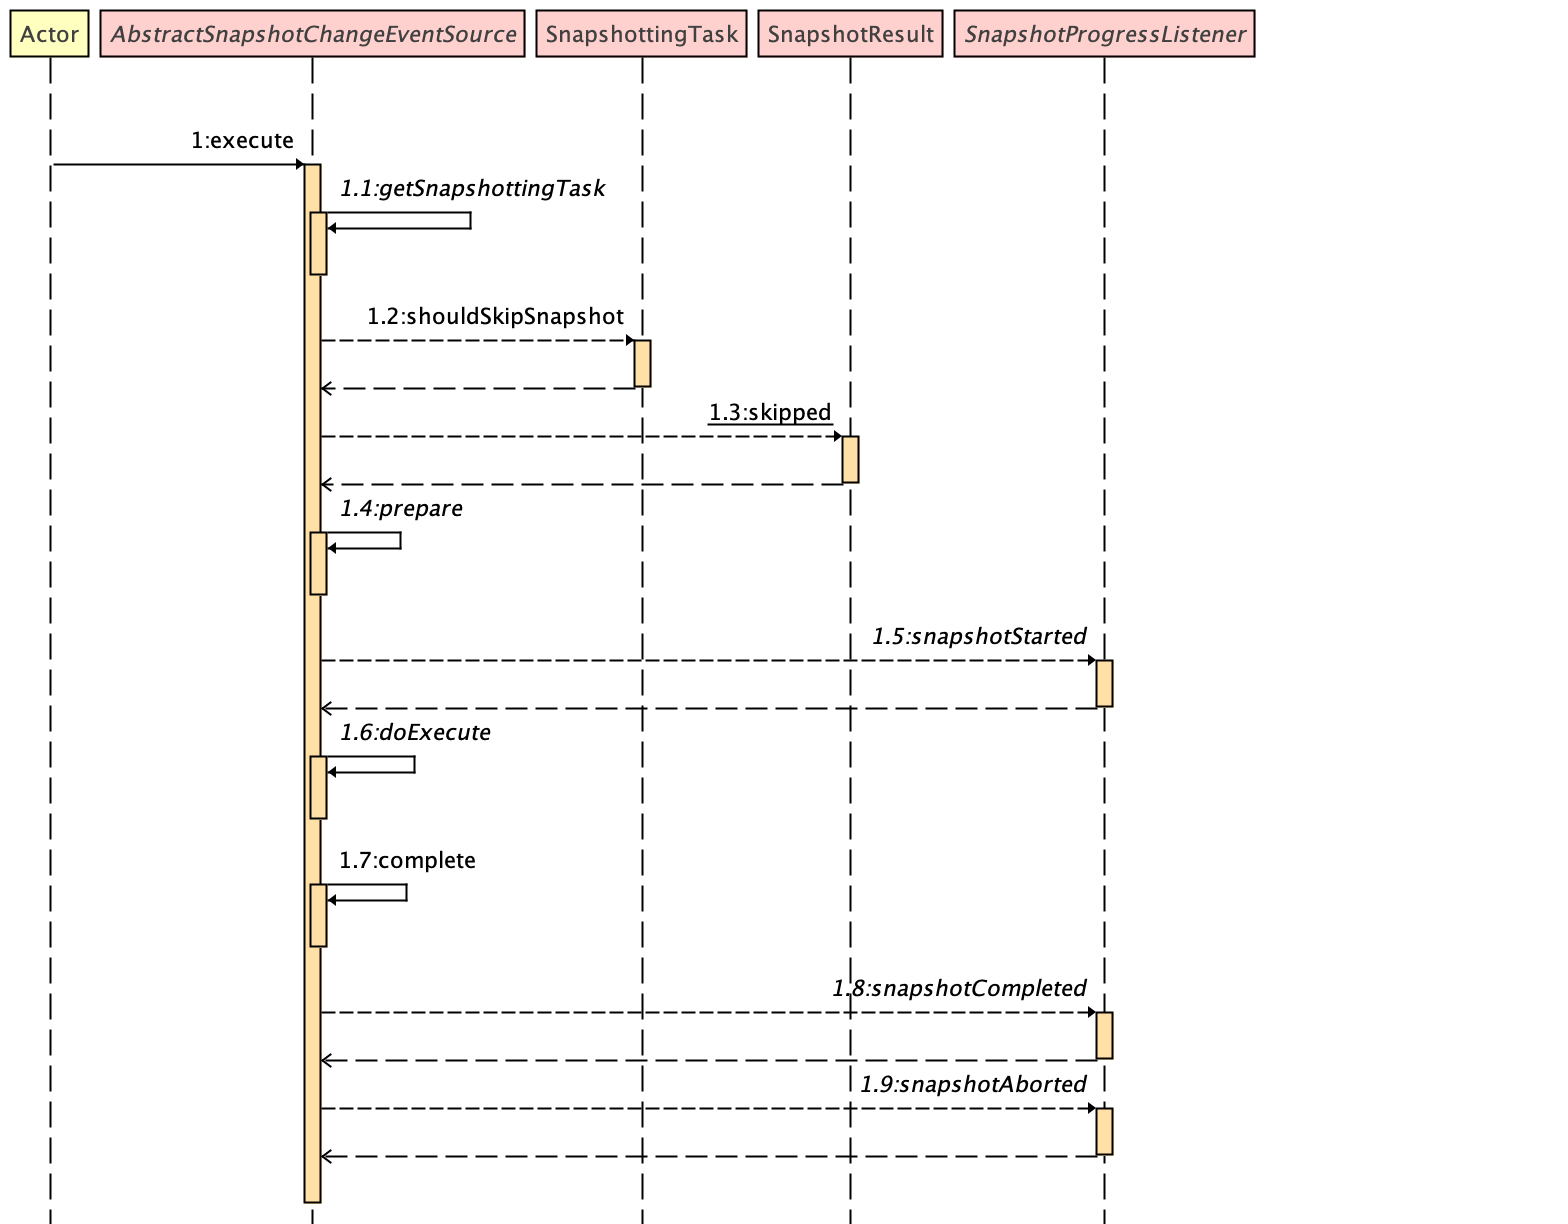 Actor
AbstractSnapshotChangeEventSource
SnapshottingTask
SnapshotResult
SnapshotProgressListener
1:execute
1.1:getSnapshottingTask
1.2:shouldSkipSnapshot
1.3:skipped
1.4:prepare
1.5:snapshotStarted
1.6:doExecute
1.7:complete
1.8:snapshotCompleted
1.9:snapshotAborted